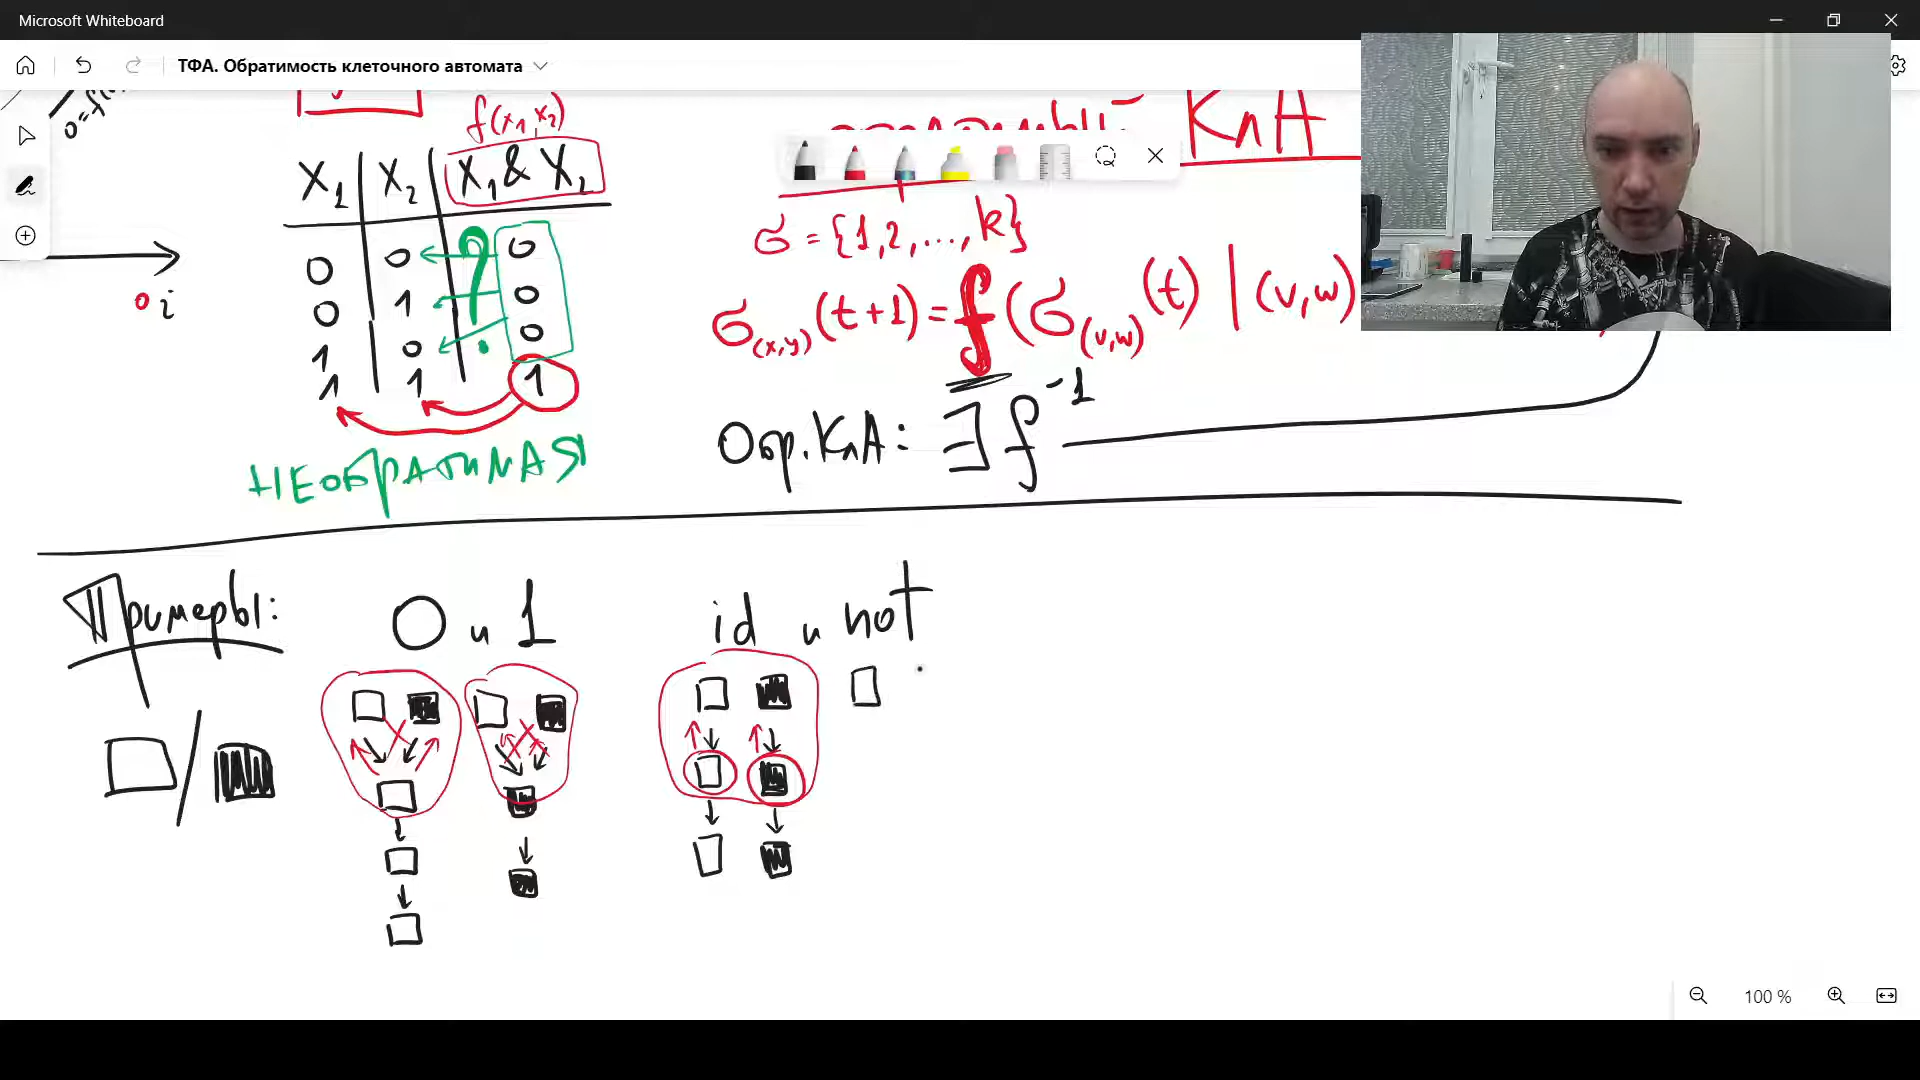 Microsoft Whiteboard
ТФА. Обратимость клеточного автомата
КлА
f(x₁, x₂)
X₁ X₂ X₁ & X₂
0 0 0
0 1 0
1 0 0
1 1 1
?
НЕОБРАТИМАЯ
i
σ = {1,2,...,k}
σ(x,y)(t+1) = f(σ(v,w)(t) | (v,w)
Обр. КлА: ∃ f⁻¹
Примеры:
0 и 1
id и not
100 %